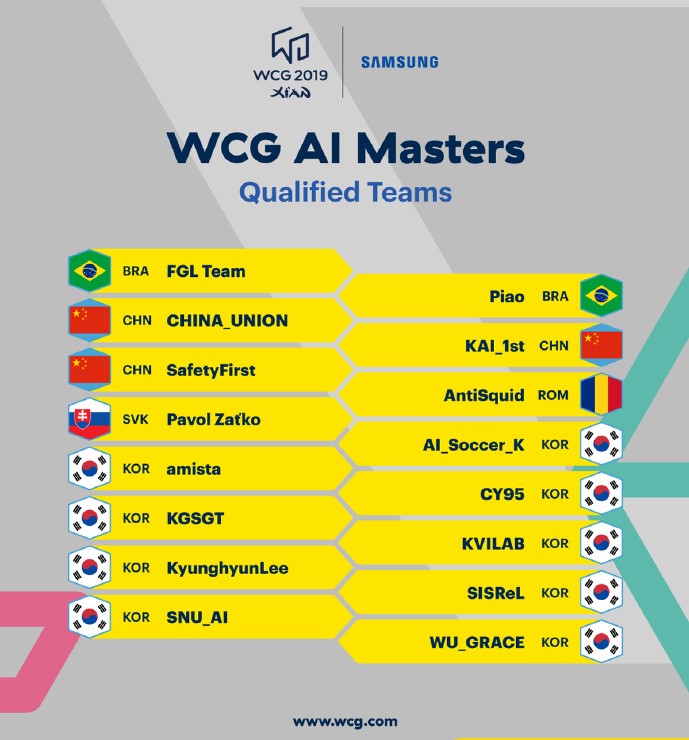 WCG 2019
XI'AN
SAMSUNG
WCG AI Masters
Qualified Teams
BRA FGL Team
Piao BRA
CHN CHINA_UNION
KAI_1st CHN
CHN SafetyFirst
AntiSquid ROM
SVK Pavol Zaťko
AI_Soccer_K KOR
KOR amista
CY95 KOR
KOR KGSGT
KVILAB KOR
KOR KyunghyunLee
SISReL KOR
KOR SNU_AI
WU_GRACE KOR
www.wcg.com